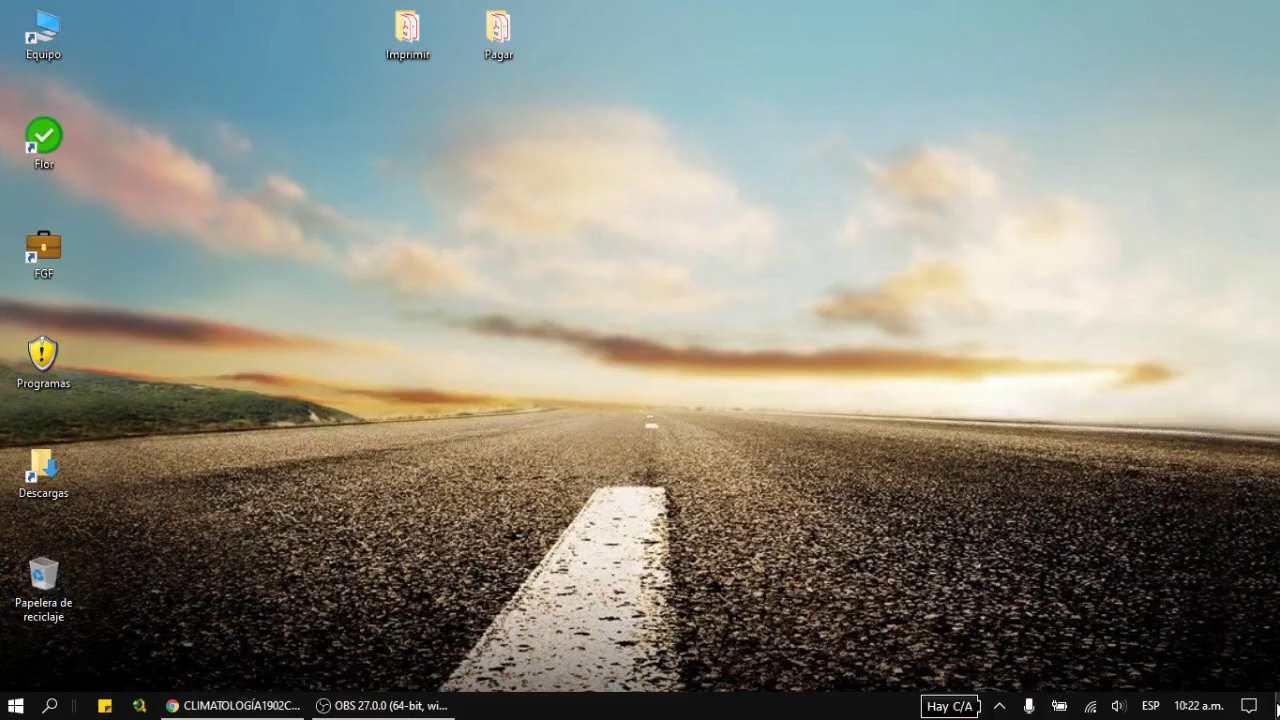 Equipo
Imprimir
Pagar
Flor
FGF
Programas
Descargas
Papelera de
reciclaje
CLIMATOLOGÍA1902C...
OBS 27.0.0 (64-bit, wi...
Hay C/A
ESP
10:22 a.m.